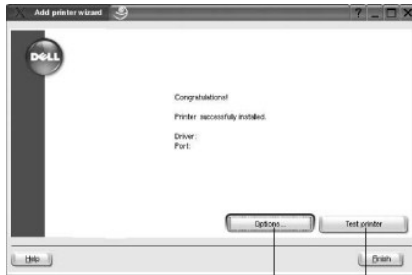 Add printer wizard
DELL
Congratulations!
Printer successfully installed.
Driver:
Port:
Options...
Test printer
Help
Finish